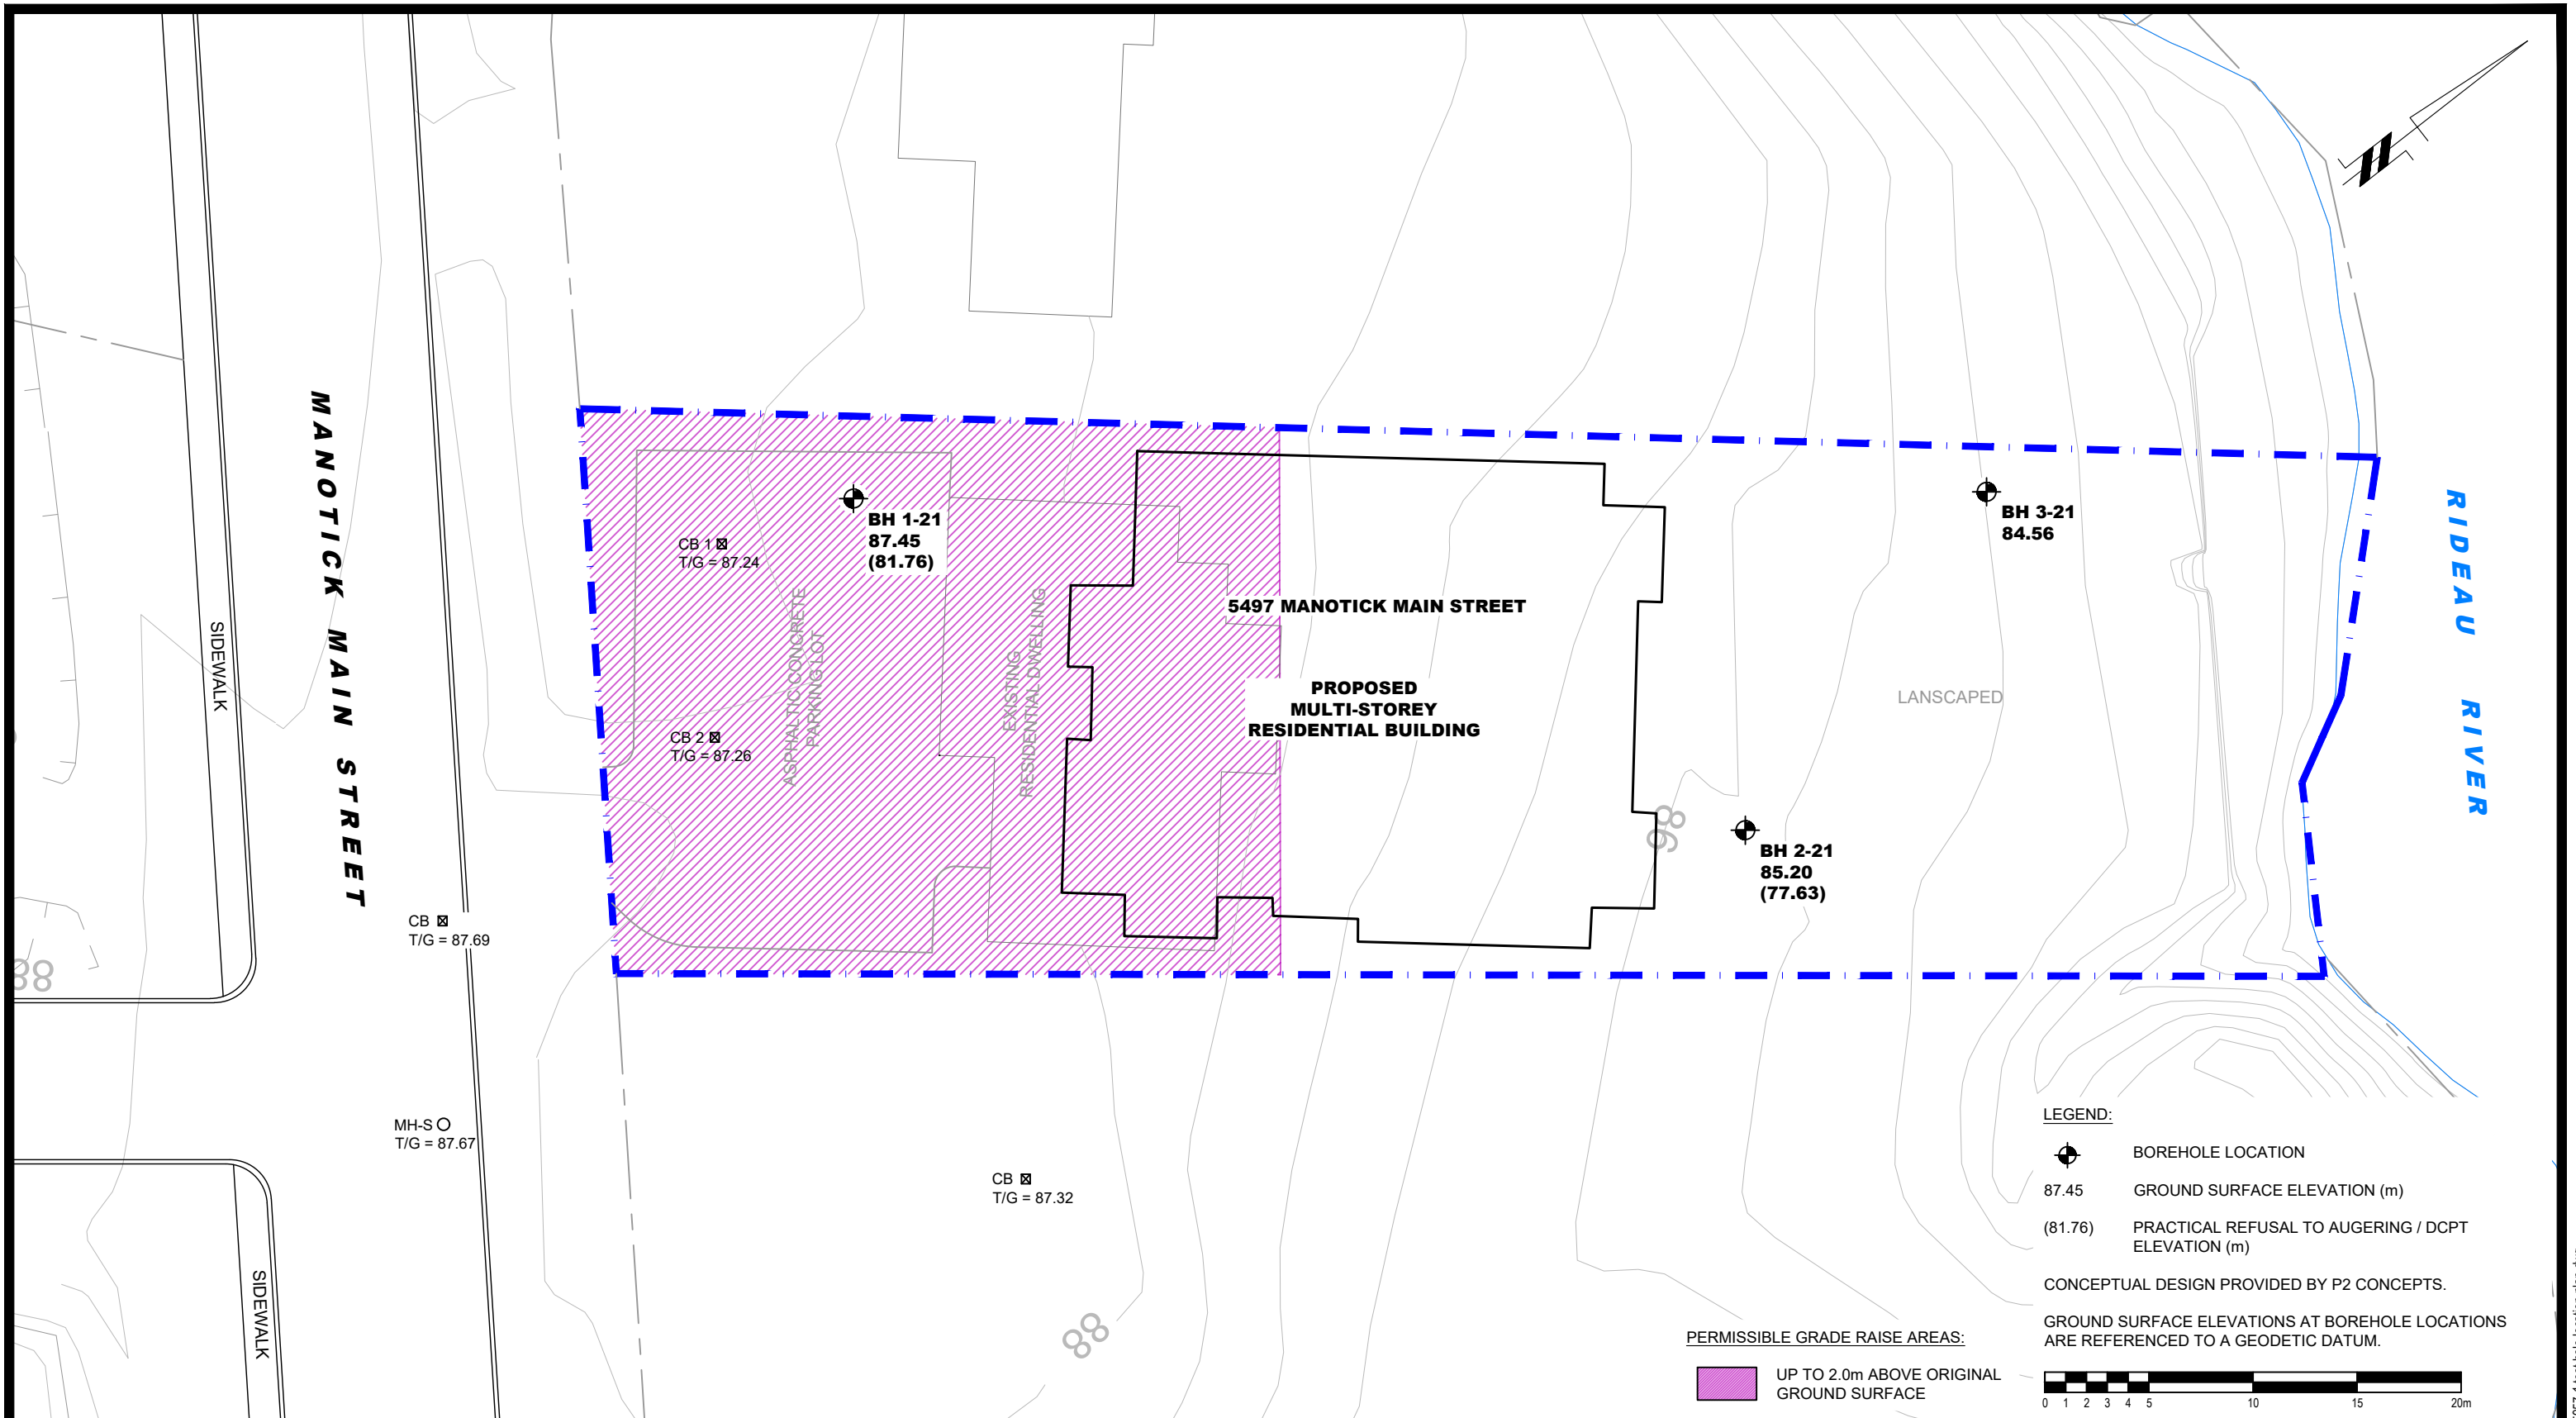 MANOTICK MAIN STREET
SIDEWALK
SIDEWALK
88
CB
T/G = 87.69
MH-S
T/G = 87.67
CB 1
T/G = 87.24
CB 2
T/G = 87.26
ASPHALTIC CONCRETE
PARKING LOT
BH 1-21
87.45
(81.76)
EXISTING
RESIDENTIAL DWELLING
5497 MANOTICK MAIN STREET
PROPOSED
MULTI-STOREY
RESIDENTIAL BUILDING
86
BH 2-21
85.20
(77.63)
BH 3-21
84.56
LANSCAPED
RIDEAU RIVER
CB
T/G = 87.32
88
PERMISSIBLE GRADE RAISE AREAS:
UP TO 2.0m ABOVE ORIGINAL
GROUND SURFACE
LEGEND:
BOREHOLE LOCATION
87.45 GROUND SURFACE ELEVATION (m)
(81.76) PRACTICAL REFUSAL TO AUGERING / DCPT
ELEVATION (m)
CONCEPTUAL DESIGN PROVIDED BY P2 CONCEPTS.
GROUND SURFACE ELEVATIONS AT BOREHOLE LOCATIONS
ARE REFERENCED TO A GEODETIC DATUM.
0 1 2 3 4 5 10 15 20m